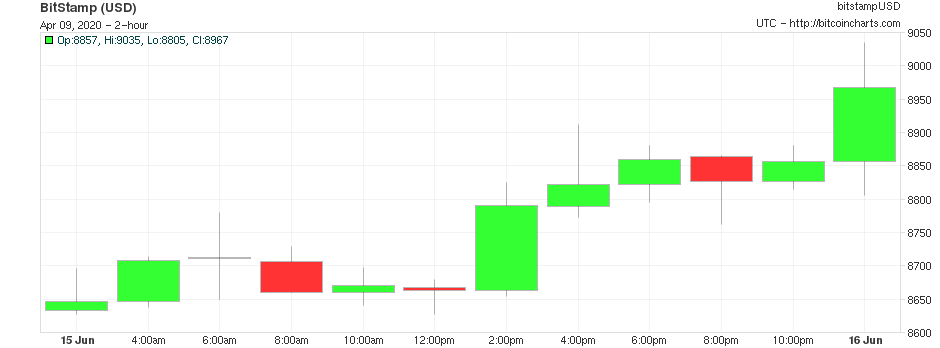 BitStamp (USD)
bitstampUSD
Apr 09, 2020 - 2-hour
UTC - http://bitcoincharts.com
Op:8857, Hi:9035, Lo:8805, Cl:8967
9050
9000
8950
8900
8850
8800
8750
8700
8650
8600
15 Jun 4:00am 6:00am 8:00am 10:00am 12:00pm 2:00pm 4:00pm 6:00pm 8:00pm 10:00pm 16 Jun